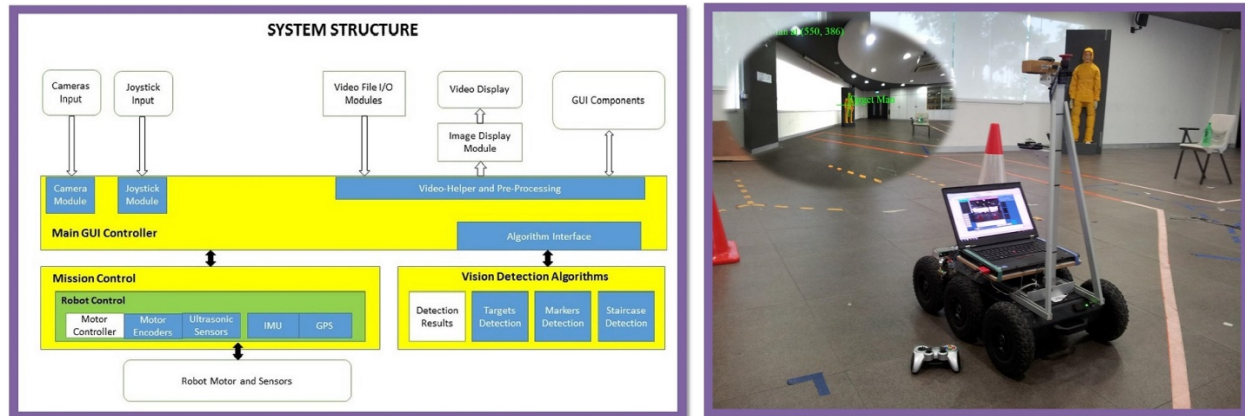 SYSTEM STRUCTURE
Cameras
Input
Joystick
Input
Video File I/O
Modules
Video Display
Image Display
Module
GUI Components
Camera
Module
Joystick
Module
Video-Helper and Pre-Processing
Main GUI Controller
Algorithm Interface
Mission Control
Robot Control
Motor
Controller
Motor
Encoders
Ultrasonic
Sensors
IMU
GPS
Robot Motor and Sensors
Vision Detection Algorithms
Detection
Results
Targets
Detection
Markers
Detection
Staircase
Detection
at (550, 386)
Target Man